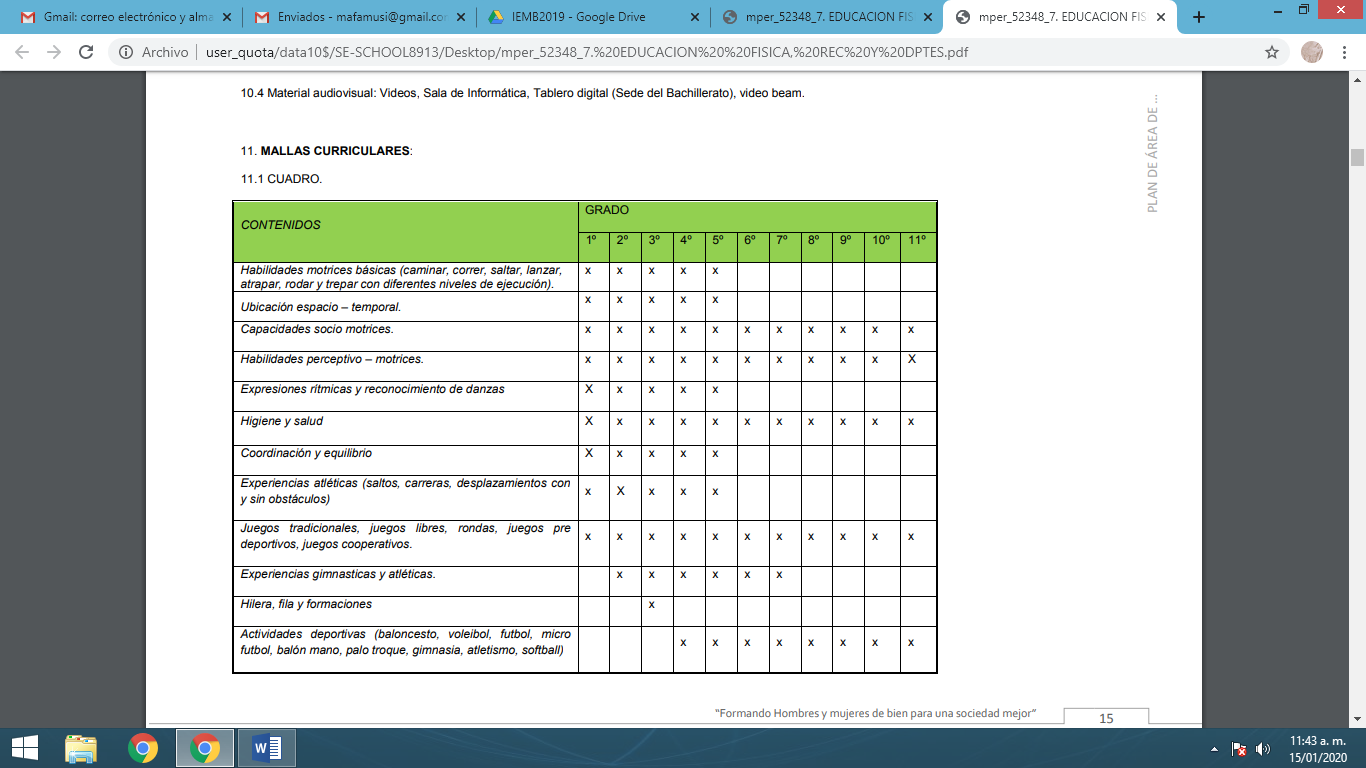 Gmail: correo electrónico y alma
Enviados - mafamusi@gmail.co
IEMB2019 - Google Drive
mper_52348_7. EDUCACION FIS
mper_52348_7. EDUCACION FIS
Archivo | user_quota/data10$/SE-SCHOOL8913/Desktop/mper_52348_7.%20EDUCACION%20%20FISICA,%20REC%20Y%20DPTES.pdf
10.4 Material audiovisual: Videos, Sala de Informática, Tablero digital (Sede del Bachillerato), video beam.
PLAN DE ÁREA DE ...
11. MALLAS CURRICULARES:
11.1 CUADRO.
CONTENIDOS
GRADO
1º 2º 3º 4º 5º 6º 7º 8º 9º 10º 11º
Habilidades motrices básicas (caminar, correr, saltar, lanzar,
atrapar, rodar y trepar con diferentes niveles de ejecución).
x x x x x
Ubicación espacio – temporal.
x x x x x
Capacidades socio motrices.
x x x x x x x x x x x
Habilidades perceptivo – motrices.
x x x x x x x x x x X
Expresiones rítmicas y reconocimiento de danzas
X x x x x
Higiene y salud
X x x x x x x x x x x
Coordinación y equilibrio
X x x x x
Experiencias atléticas (saltos, carreras, desplazamientos con
y sin obstáculos)
x X x x x
Juegos tradicionales, juegos libres, rondas, juegos pre
deportivos, juegos cooperativos.
x x x x x x x x x x x
Experiencias gimnasticas y atléticas.
x x x x x x
Hilera, fila y formaciones
x
Actividades deportivas (baloncesto, voleibol, futbol, micro
futbol, balón mano, palo troque, gimnasia, atletismo, softball)
x x x x x x x x
“Formando Hombres y mujeres de bien para una sociedad mejor”
15
11:43 a. m.
15/01/2020